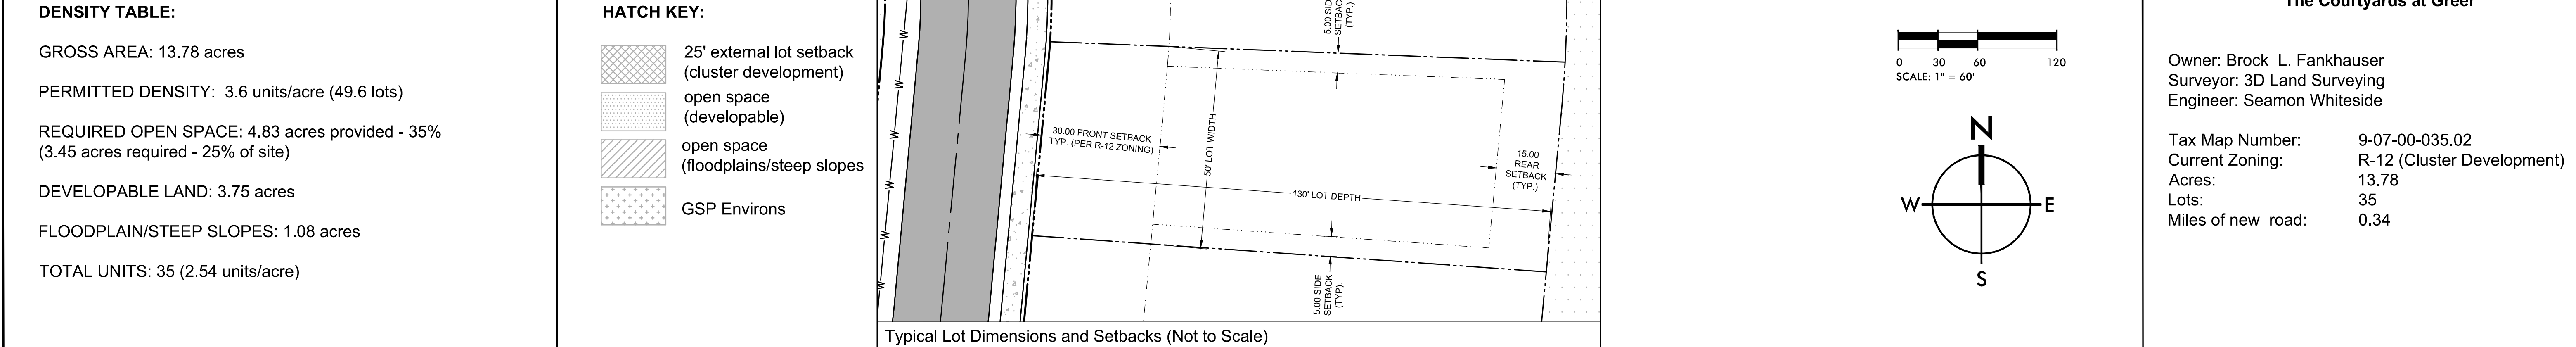 DENSITY TABLE:
GROSS AREA: 13.78 acres
PERMITTED DENSITY: 3.6 units/acre (49.6 lots)
REQUIRED OPEN SPACE: 4.83 acres provided - 35%
(3.45 acres required - 25% of site)
DEVELOPABLE LAND: 3.75 acres
FLOODPLAIN/STEEP SLOPES: 1.08 acres
TOTAL UNITS: 35 (2.54 units/acre)
HATCH KEY:
25' external lot setback
(cluster development)
open space
(developable)
open space
(floodplains/steep slopes
GSP Environs
W
W
W
W
W
W
5.00 SIDE
SETBACK
(TYP.)
30.00 FRONT SETBACK
TYP. (PER R-12 ZONING)
50' LOT WIDTH
15.00
REAR
SETBACK
(TYP.)
130' LOT DEPTH
5.00 SIDE
SETBACK
(TYP).
Typical Lot Dimensions and Setbacks (Not to Scale)
0 30 60 120
SCALE: 1" = 60'
N
W E
S
The Courtyards at Greer
Owner: Brock L. Fankhauser
Surveyor: 3D Land Surveying
Engineer: Seamon Whiteside
Tax Map Number: 9-07-00-035.02
Current Zoning: R-12 (Cluster Development)
Acres: 13.78
Lots: 35
Miles of new road: 0.34